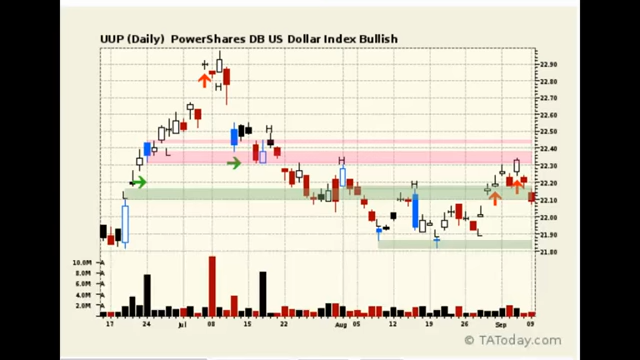 UUP (Daily) PowerShares DB US Dollar Index Bullish
22.90
22.80
22.70
22.60
22.50
22.40
22.30
22.20
22.10
22.00
21.90
21.80
H
H
L
H
H
L
L
10.0M
8.0M
6.0M
4.0M
2.0M
17 24 Jul 08 15 22 Aug 05 12 19 26 Sep 09
© TAToday.com